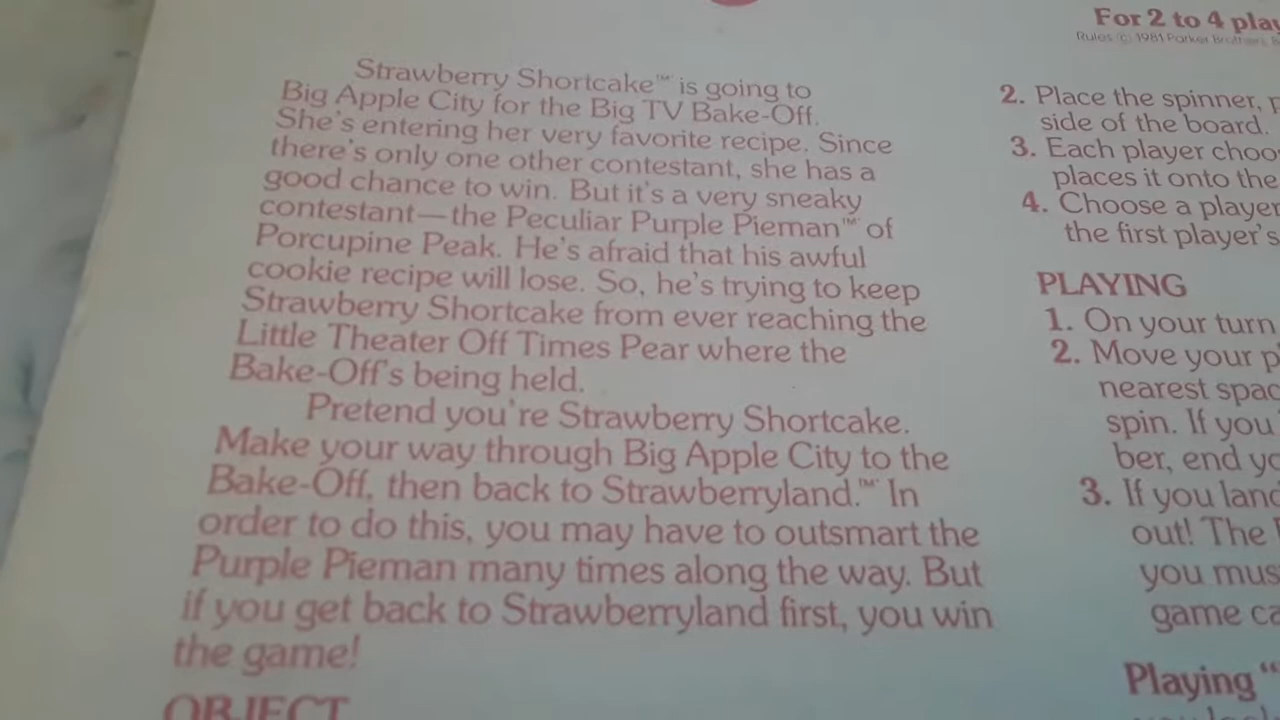 Strawberry Shortcake™ is going to
Big Apple City for the Big TV Bake-Off.
She's entering her very favorite recipe. Since
there's only one other contestant, she has a
good chance to win. But it's a very sneaky
contestant—the Peculiar Purple Pieman™ of
Porcupine Peak. He's afraid that his awful
cookie recipe will lose. So, he's trying to keep
Strawberry Shortcake from ever reaching the
Little Theater Off Times Pear where the
Bake-Off's being held.
Pretend you're Strawberry Shortcake.
Make your way through Big Apple City to the
Bake-Off, then back to Strawberryland.™ In
order to do this, you may have to outsmart the
Purple Pieman many times along the way. But
if you get back to Strawberryland first, you win
the game!
OBJECT
For 2 to 4
Rules © 1981 Parker Brothers
2. Place the spinner,
side of the board.
3. Each player
places it onto the
4. Choose a player
the first player's
PLAYING
1. On your turn
2. Move your
nearest
spin. If you
end
3. If you
out! The
you
game
Playing "